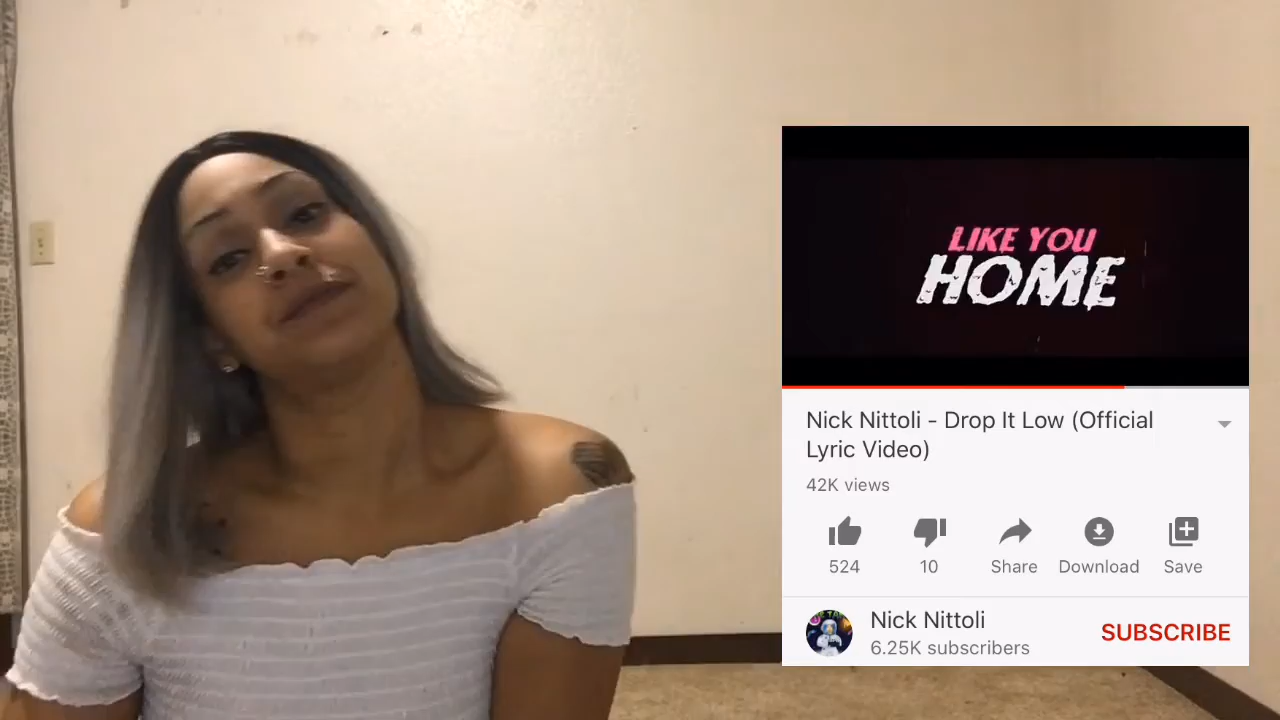 LIKE YOU
HOME
Nick Nittoli - Drop It Low (Official
Lyric Video)
42K views
524
10
Share
Download
Save
Nick Nittoli
6.25K subscribers
SUBSCRIBE